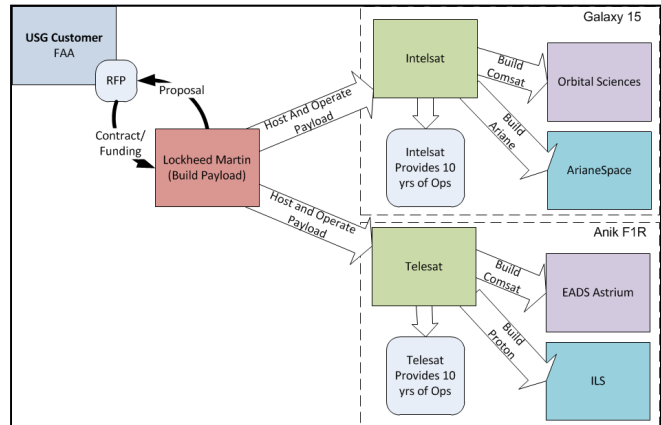 Galaxy 15
USG Customer
FAA
RFP
Proposal
Contract/
Funding
Lockheed Martin
(Build Payload)
Host And Operate
Payload
Intelsat
Build
Comsat
Orbital Sciences
Build
Ariane
ArianeSpace
Intelsat
Provides 10
yrs of Ops
Host and Operate
Payload
Anik F1R
Telesat
Build
Comsat
EADS Astrium
Build
Proton
ILS
Telesat
Provides 10
yrs of Ops